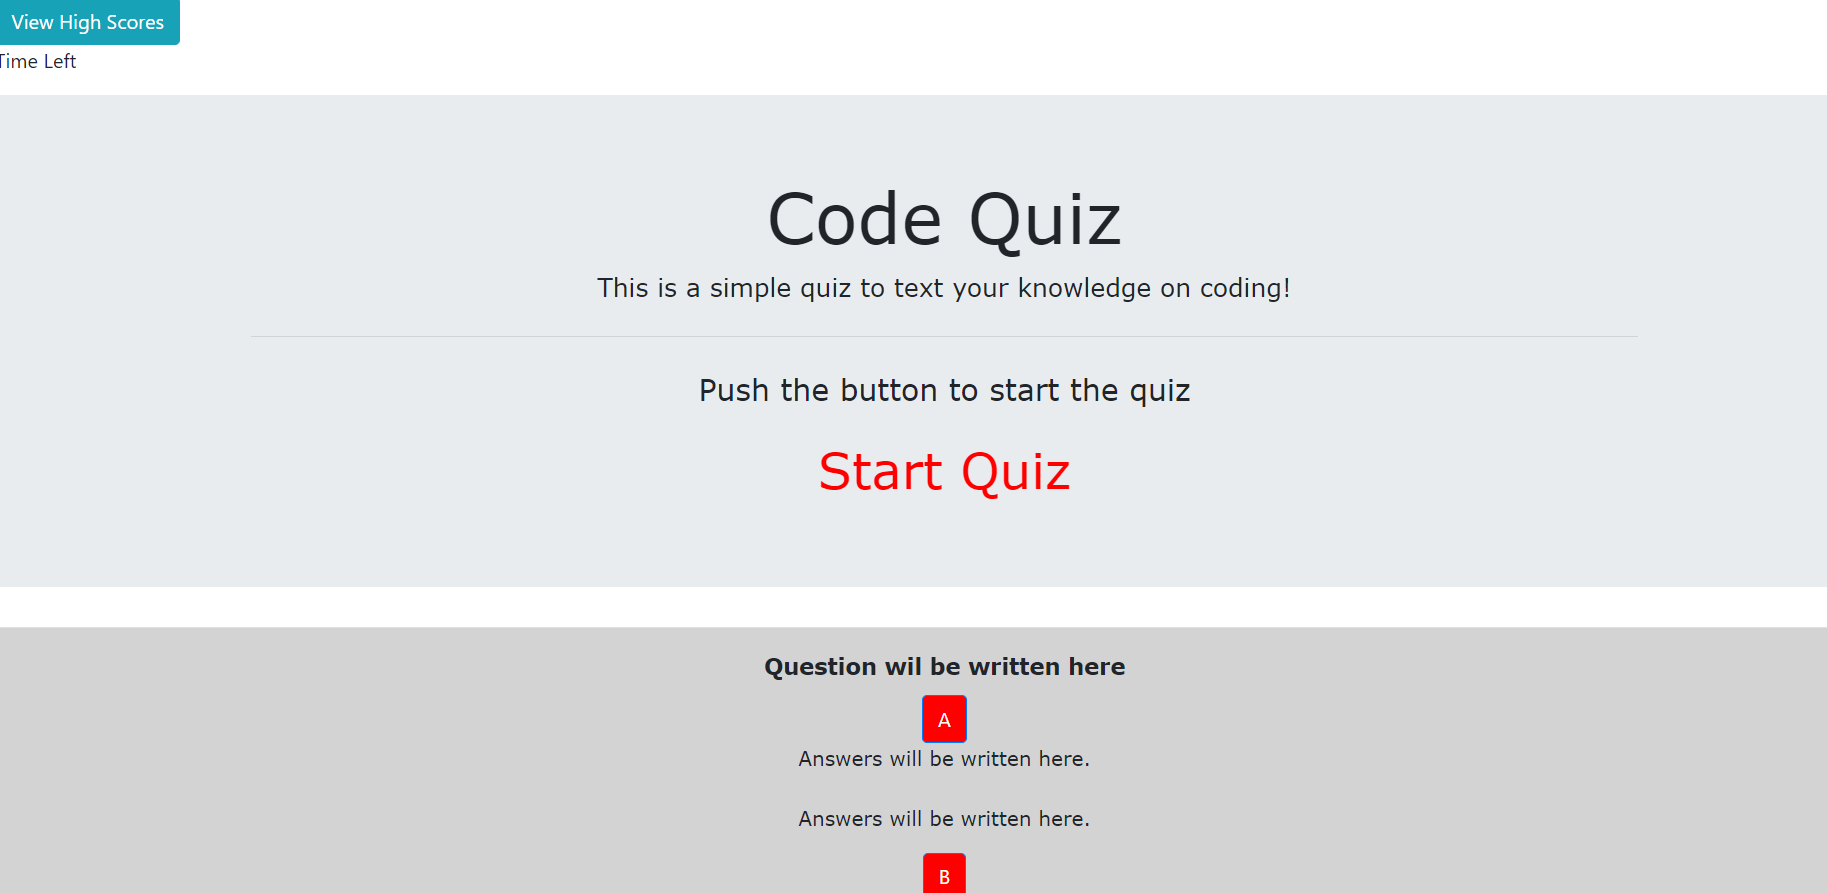 View High Scores
Time Left
Code Quiz
This is a simple quiz to text your knowledge on coding!
Push the button to start the quiz
Start Quiz
Question wil be written here
A
Answers will be written here.
Answers will be written here.
B